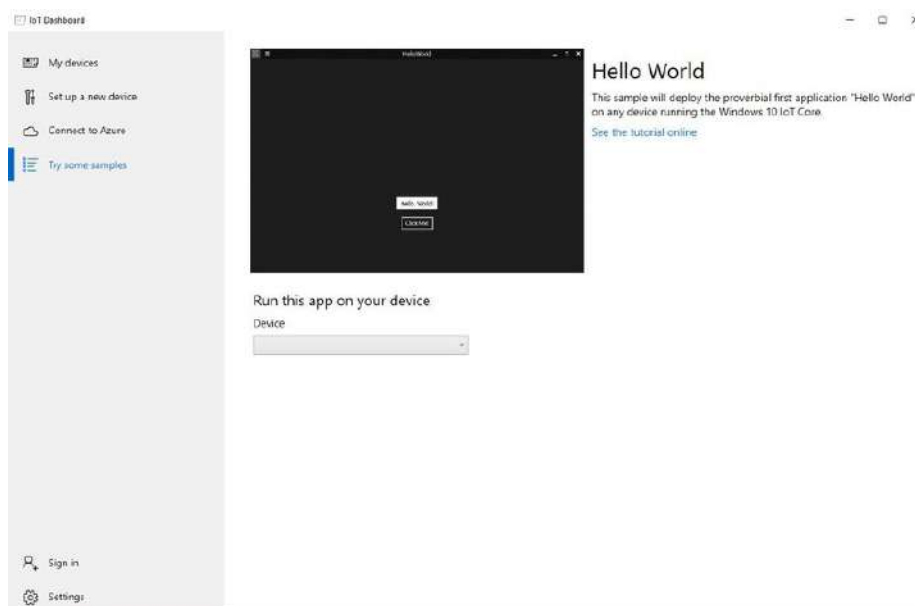 IoT Dashboard
My devices
Set up a new device
Connect to Azure
Try some samples
HelloWorld
Hello, World!
Click Me!
Hello World
This sample will deploy the proverbial first application "Hello World"
on any device running the Windows 10 IoT Core.
See the tutorial online
Run this app on your device
Device
Sign in
Settings